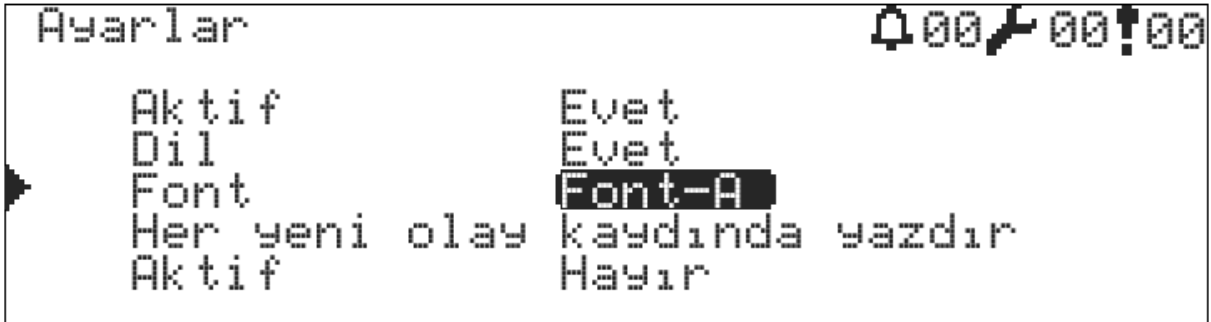 Ayarlar 00 00 00
Aktif Evet
Dil Evet
Font Font-A
Her yeni olay kaydında yazdır
Aktif Hayır